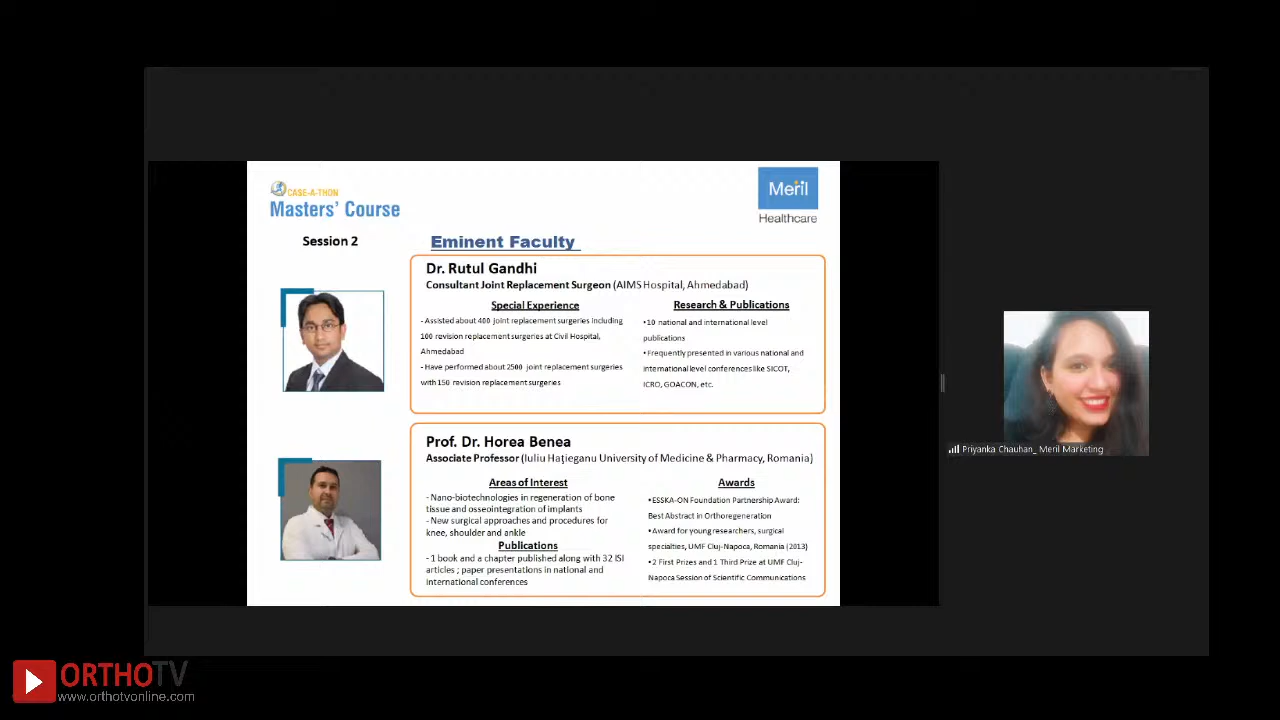 CASE-A-THON
Masters' Course
Meril
Healthcare
Session 2
Eminent Faculty
Dr. Rutul Gandhi
Consultant Joint Replacement Surgeon (AIMS Hospital, Ahmedabad)
Special Experience
- Assisted about 400 joint replacement surgeries including
100 revision replacement surgeries at Civil Hospital,
Ahmedabad
- Have performed about 2500 joint replacement surgeries
with 150 revision replacement surgeries
Research & Publications
•10 national and international level
publications
•Frequently presented in various national and
international level conferences like SICOT,
ICRO, GOACON, etc.
Prof. Dr. Horea Benea
Associate Professor (Iuliu Hațieganu University of Medicine & Pharmacy, Romania)
Areas of Interest
- Nano-biotechnologies in regeneration of bone
tissue and osseointegration of implants
- New surgical approaches and procedures for
knee, shoulder and ankle
Publications
- 1 book and a chapter published along with 32 ISI
articles ; paper presentations in national and
international conferences
Awards
•ESSKA-ON Foundation Partnership Award:
Best Abstract in Orthoregeneration
•Award for young researchers, surgical
specialties, UMF Cluj-Napoca, Romania (2013)
•2 First Prizes and 1 Third Prize at UMF Cluj-
Napoca Session of Scientific Communications
Priyanka Chauhan_ Meril Marketing
ORTHOTV
www.orthotvonline.com